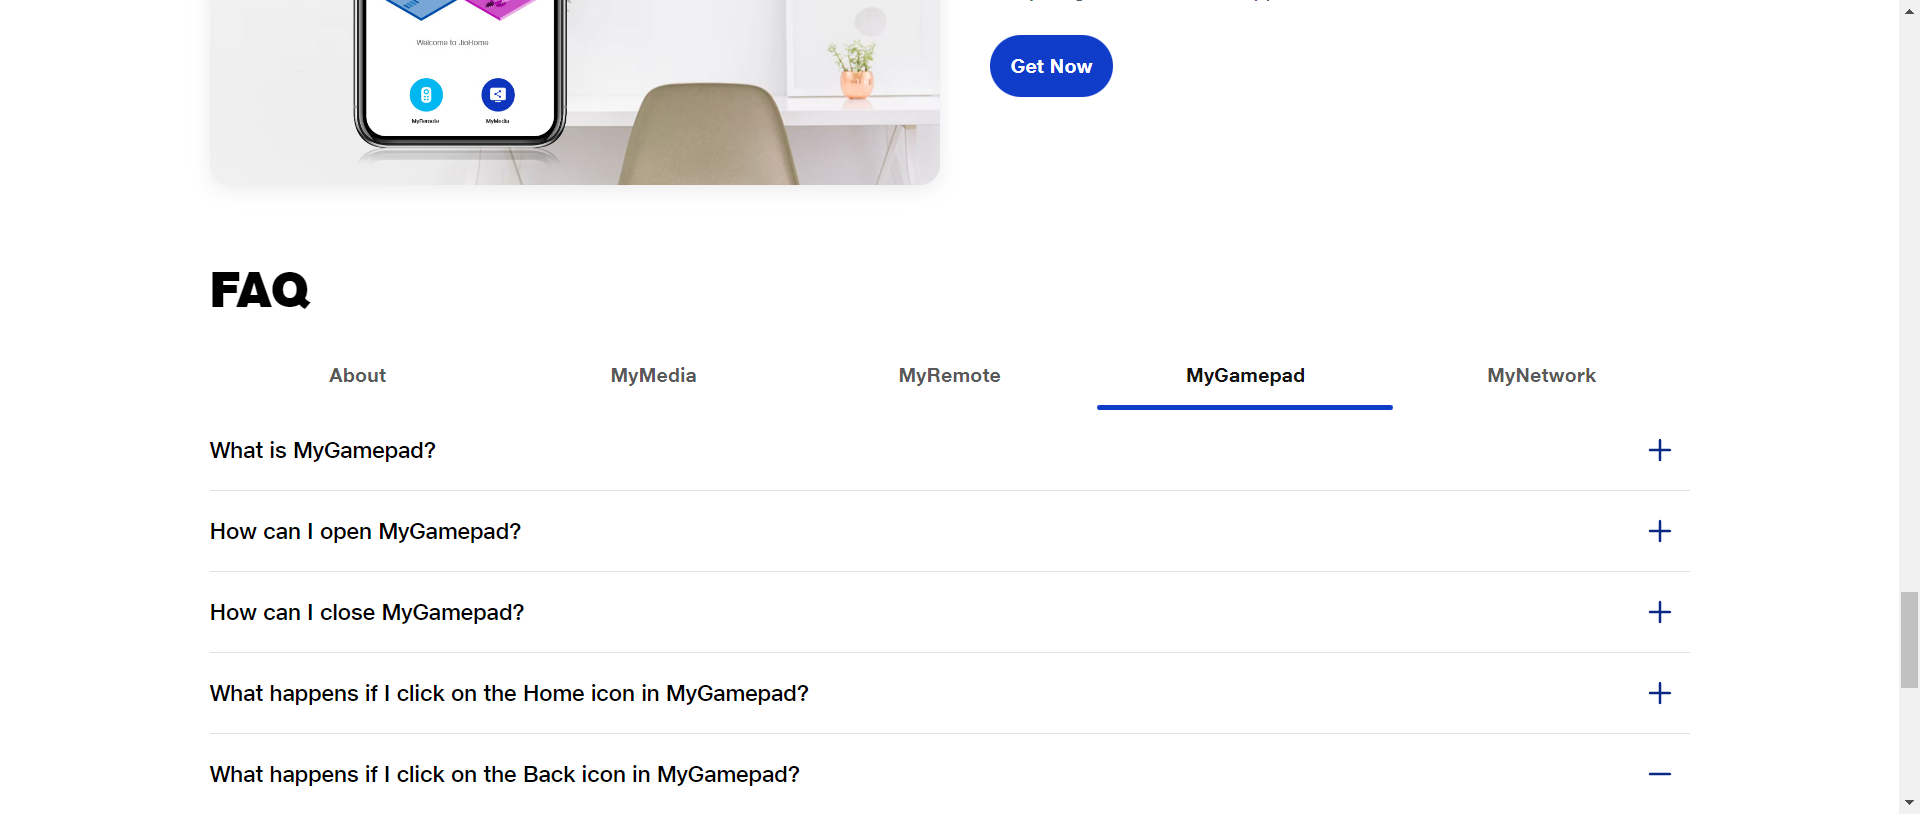 Welcome to JioHome
MyRemote
MyMedia
Get Now
FAQ
About
MyMedia
MyRemote
MyGamepad
MyNetwork
What is MyGamepad?
How can I open MyGamepad?
How can I close MyGamepad?
What happens if I click on the Home icon in MyGamepad?
What happens if I click on the Back icon in MyGamepad?